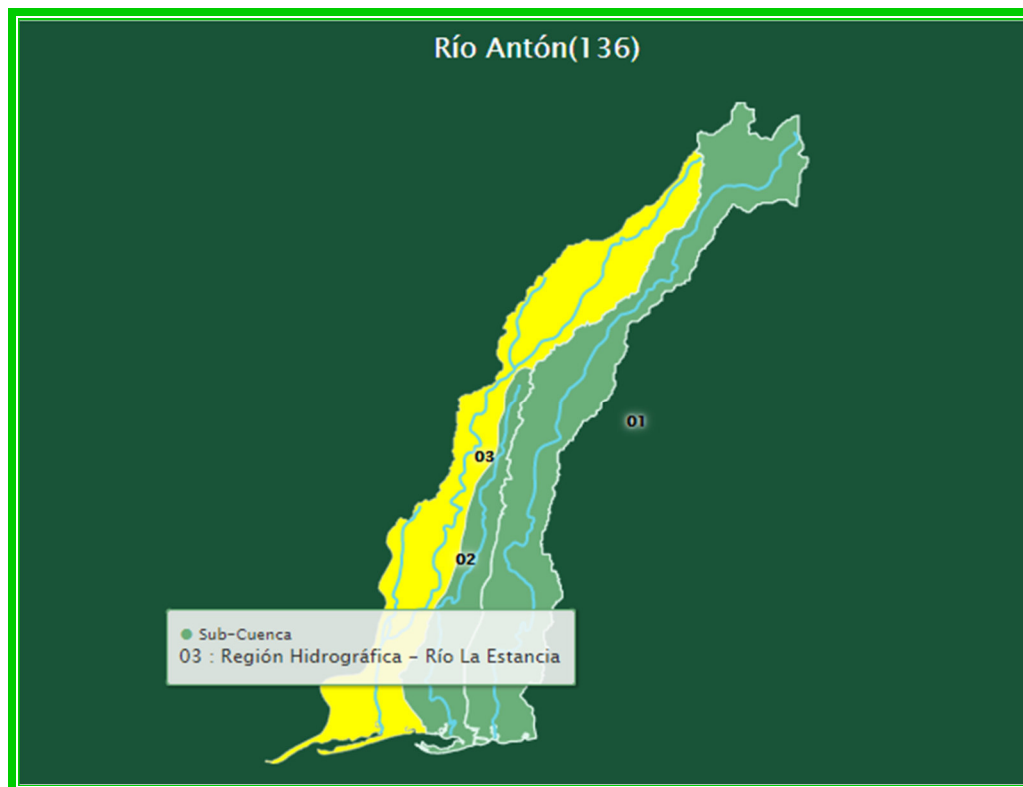 Río Antón(136)
01
03
02
Sub-Cuenca
03 : Región Hidrográfica - Río La Estancia